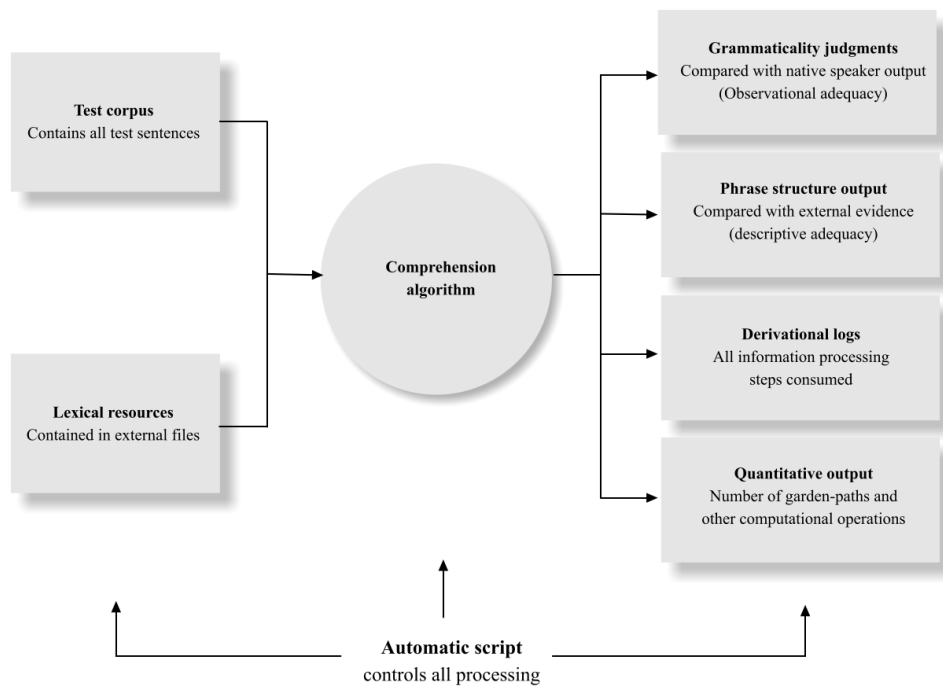 Test corpus
Contains all test sentences
Lexical resources
Contained in external files
Comprehension
algorithm
Grammaticality judgments
Compared with native speaker output
(Observational adequacy)
Phrase structure output
Compared with external evidence
(descriptive adequacy)
Derivational logs
All information processing
steps consumed
Quantitative output
Number of garden-paths and
other computational operations
Automatic script
controls all processing